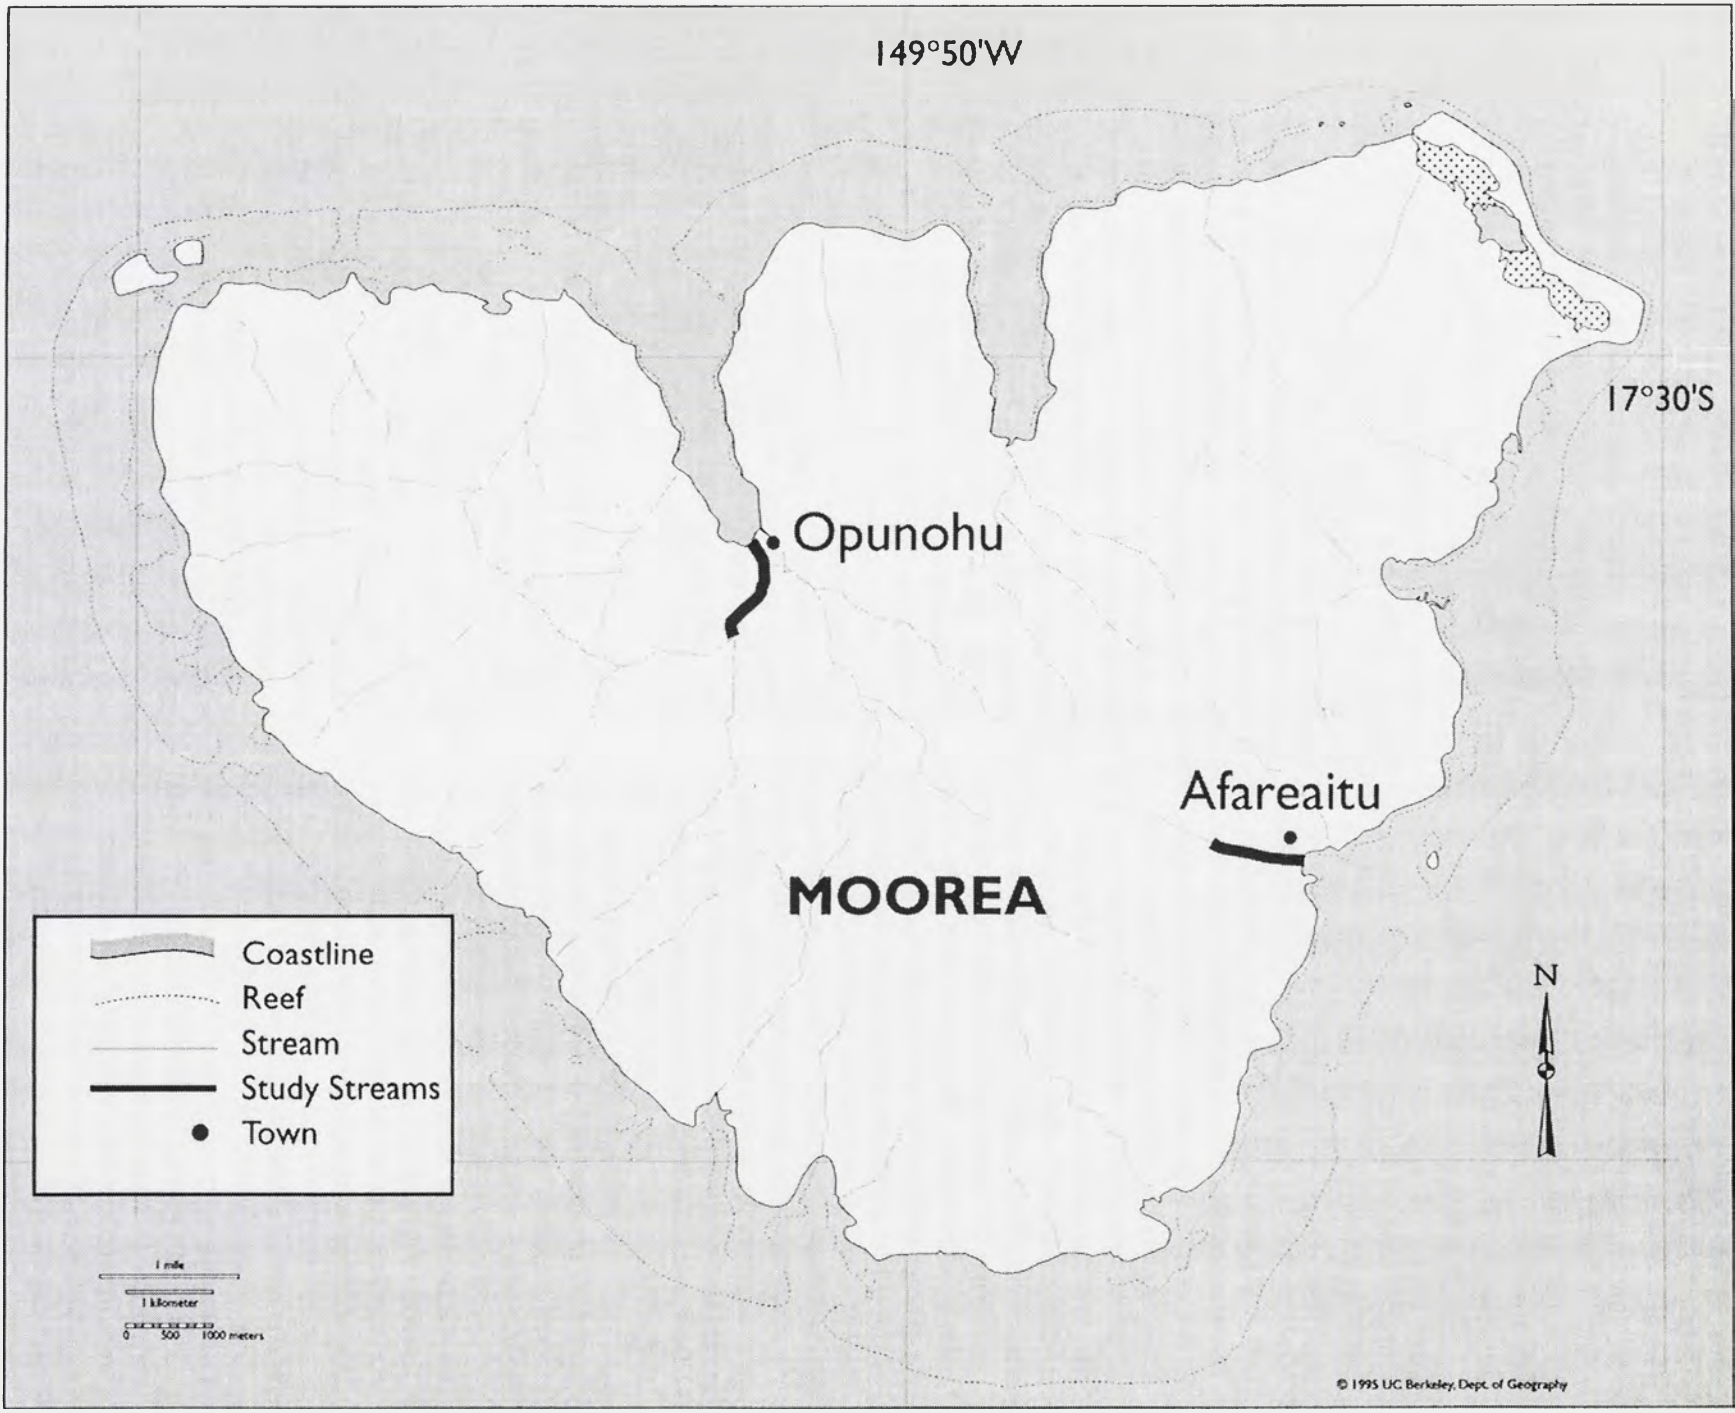 149°50'W
17°30'S
Opunohu
Afareaitu
MOOREA
Coastline
Reef
Stream
Study Streams
Town
N
1 mile
1 kilometer
0 500 1000 meters
© 1995 UC Berkeley, Dept. of Geography